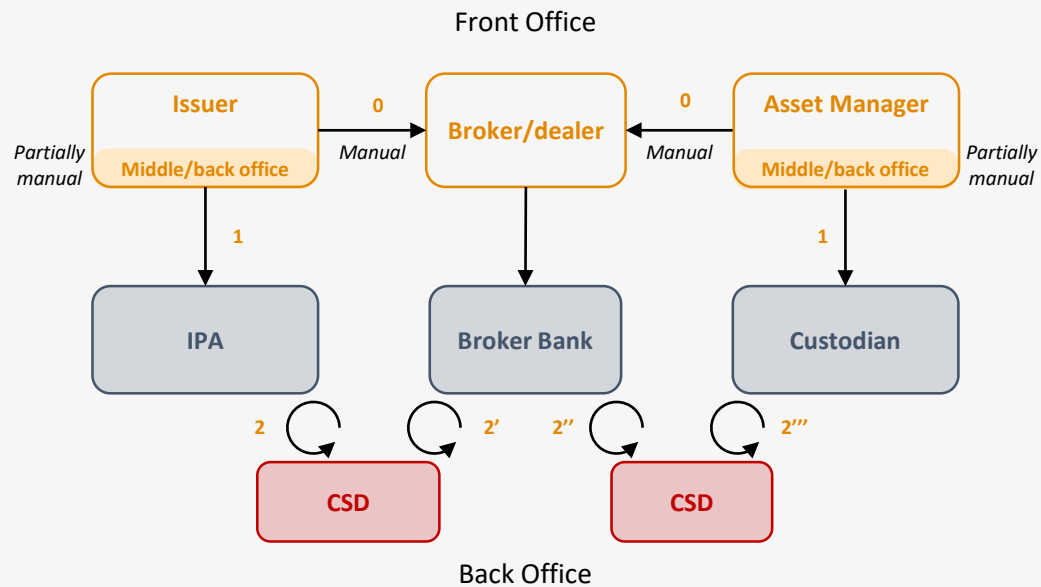 Front Office
Issuer
0
Broker/dealer
0
Asset Manager
Partially
manual
Middle/back office
Manual
Manual
Middle/back office
Partially
manual
1
1
IPA
Broker Bank
Custodian
2
2'
2''
2'''
CSD
CSD
Back Office